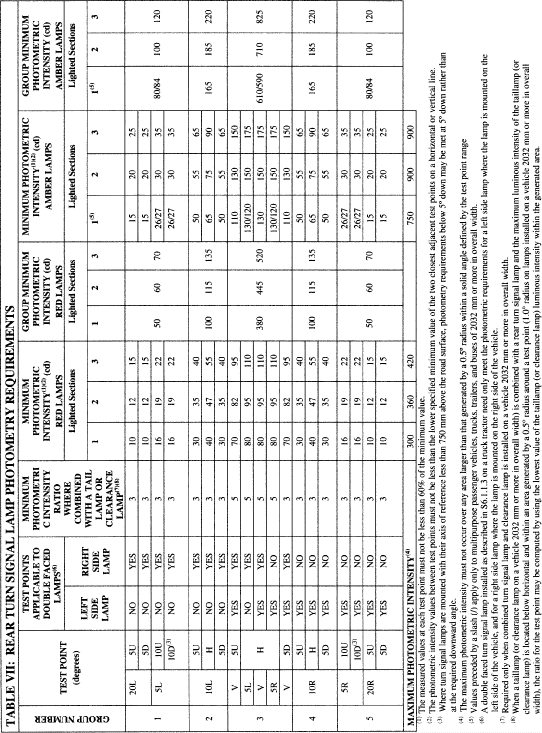 TABLE VII: REAR TURN SIGNAL LAMP PHOTOMETRY REQUIREMENTS
GROUP NUMBER
TEST POINT (degrees)
TEST POINTS APPLICABLE TO DOUBLE FACED LAMPS(6)
LEFT SIDE LAMP RIGHT SIDE LAMP
MINIMUM PHOTOMETRI C INTENSITY RATIO WHERE COMBINED WITH A TAIL LAMP OR CLEARANCE LAMP(7)(8)
MINIMUM PHOTOMETRIC INTENSITY(1)(2) (cd) RED LAMPS
Lighted Sections
1 2 3
GROUP MINIMUM PHOTOMETRIC INTENSITY (cd) RED LAMPS
Lighted Sections
1 2 3
MINIMUM PHOTOMETRIC INTENSITY(1)(2) (cd) AMBER LAMPS
Lighted Sections
1(5) 2 3
GROUP MINIMUM PHOTOMETRIC INTENSITY (cd) AMBER LAMPS
Lighted Sections
1(5) 2 3
1 20L 5U NO YES 3 10 12 15 50 60 70 15 20 25 80/84 100 120
5D NO YES 3 10 12 15 15 20 25
5L 10U NO YES 3 16 19 22 26/27 30 35
10D(3) NO YES 3 16 19 22 26/27 30 35
2 10L 5U NO YES 3 30 35 40 100 115 135 50 55 65 165 185 220
H NO YES 3 40 47 55 65 75 90
5D NO YES 3 30 35 40 50 55 65
3 V 5U YES YES 5 70 82 95 380 445 520 110 130 150 610/590 710 825
5L NO YES 5 80 95 110 130/120 150 175
V H YES YES 5 80 95 110 130 150 175
5R YES NO 5 80 95 110 130/120 150 175
V 5D YES YES 3 70 82 95 110 130 150
4 10R 5U YES NO 3 30 35 40 100 115 135 50 55 65 165 185 220
H YES NO 3 40 47 55 65 75 90
5D YES NO 3 30 35 40 50 55 65
5 5R 10U YES NO 3 16 19 22 50 60 70 26/27 30 35 80/84 100 120
10D(3) YES NO 3 16 19 22 26/27 30 35
20R 5U YES NO 3 10 12 15 15 20 25
5D YES NO 3 10 12 15 15 20 25
MAXIMUM PHOTOMETRIC INTENSITY(4) 300 360 420 750 900 900
(1) The measured values at each test point must not be less than 60% of the minimum value.
(2) The photometric intensity values between test points must not be less than the lower specified minimum value of the two closest adjacent test points on a horizontal or vertical line.
(3) Where turn signal lamps are mounted with their axis of reference less than 750 mm above the road surface, photometry requirements below 5° down may be met at 5° down rather than
at the required downward angle.
(4) The maximum photometric intensity must not occur over any area larger than that generated by a 0.5° radius within a solid angle defined by the test point range
(5) Values preceded by a slash (/) apply only to multipurpose passenger vehicles, trucks, trailers, and buses of 2032 mm or more in overall width.
(6) A double faced turn signal lamp installed as described in S6.1.1.3 on a truck tractor need only meet the photometric requirements for a left side lamp where the lamp is mounted on the
left side of the vehicle, and for a right side lamp where the lamp is mounted on the right side of the vehicle.
(7) Required only when combined turn signal lamp and clearance lamp is installed on a vehicle 2032 mm or more in overall width.
(8) When a taillamp (or clearance lamp on a vehicle 2032 mm or more in overall width) is combined with a rear turn signal lamp and the maximum luminous intensity of the taillamp (or
clearance lamp) is located below horizontal and within an area generated by a 0.5° radius around a test point (1.0° radius on lamps installed on a vehicle 2032 mm or more in overall
width), the ratio for the test point may be computed by using the lowest value of the taillamp (or clearance lamp) luminous intensity within the generated area.